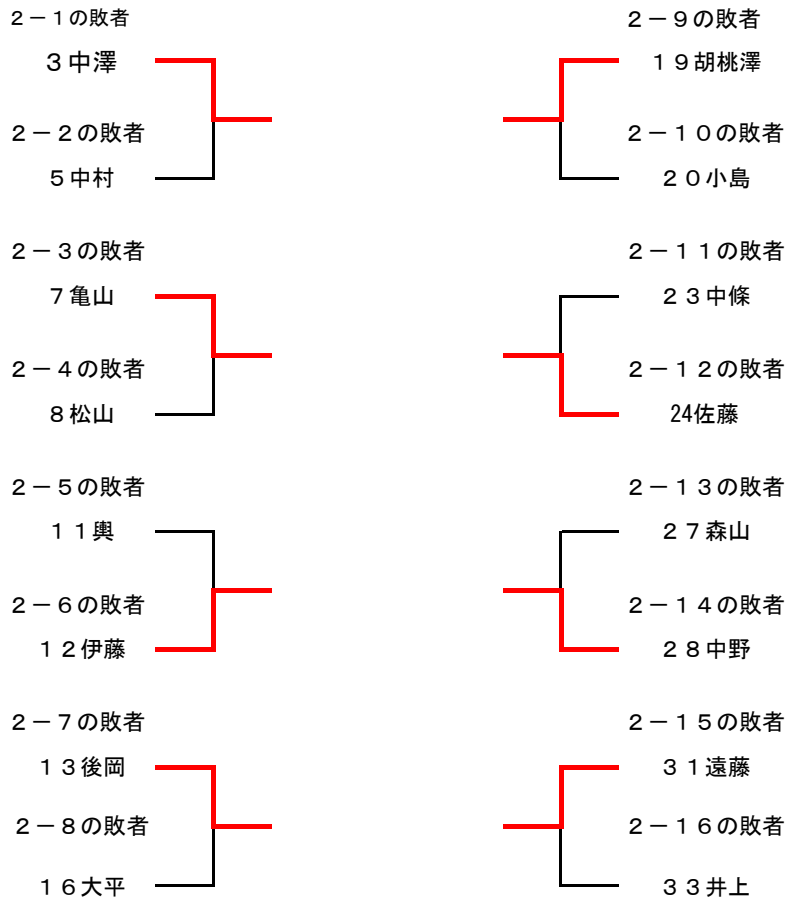 ２－１の敗者
３中澤
２－２の敗者
５中村
２－３の敗者
７亀山
２－４の敗者
８松山
２－５の敗者
１１輿
２－６の敗者
１２伊藤
２－７の敗者
１３後岡
２－８の敗者
１６大平
２－９の敗者
１９胡桃澤
２－１０の敗者
２０小島
２－１１の敗者
２３中條
２－１２の敗者
24佐藤
２－１３の敗者
２７森山
２－１４の敗者
２８中野
２－１５の敗者
３１遠藤
２－１６の敗者
３３井上